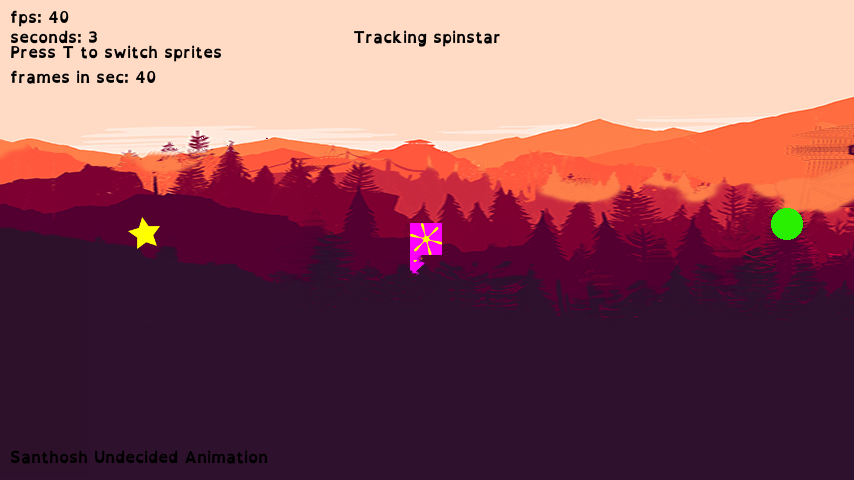 fps: 40
seconds: 3
Tracking spinstar
Press T to switch sprites
frames in sec: 40
Santhosh Undecided Animation